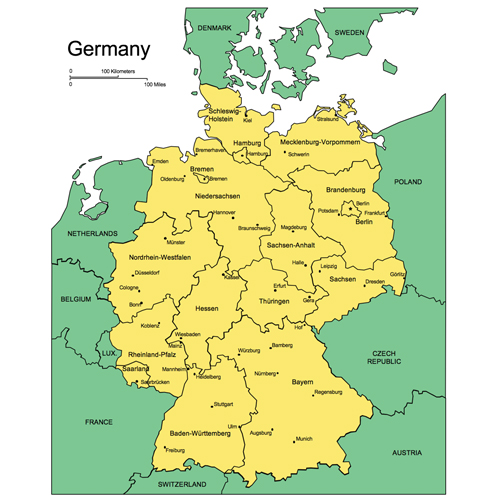 DENMARK
SWEDEN
Germany
0 100 Kilometers
0 100 Miles
Schleswig-
Holstein
Kiel
Stralsund
Mecklenburg-Vorpommern
Hamburg
Hamburg
Schwerin
Bremerhaven
Emden
Bremen
Bremen
Oldenburg
Niedersachsen
Brandenburg
POLAND
Berlin
Potsdam
Frankfurt
Berlin
Hannover
Braunschweig
Magdeburg
NETHERLANDS
Münster
Sachsen-Anhalt
Nordrhein-Westfalen
Halle
Leipzig
Düsseldorf
Kassel
Sachsen
Görlitz
Dresden
Cologne
Erfurt
BELGIUM
Bonn
Hessen
Thüringen
Gera
Koblenz
Hof
Wiesbaden
Mainz
Bamberg
LUX.
Rheinland-Pfalz
Würzburg
CZECH
REPUBLIC
Saarland
Mannheim
Heidelberg
Nürnberg
Saarbrücken
Bayern
Regensburg
Stuttgart
FRANCE
Ulm
Baden-Württemberg
Augsburg
Munich
Freiburg
AUSTRIA
SWITZERLAND